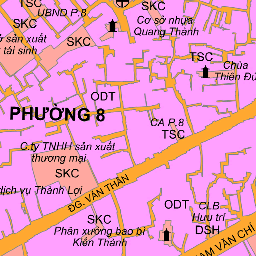 TSC
UBND P.8
SKC
Cơ sở nhựa
Quang Thành
sản xuất
tái sinh
SKC
TSC
Chùa
Thiên
ODT
PHƯỜNG 8
CA P.8
TSC
C.ty TNHH sản xuất
thương mại
SKC
dịch vụ Thành Lợi
ĐG. VĂN THÂN
ODT
CLB
Hưu trí
DSH
SKC
Phân xưởng bao bì
Kiến Thành
VĂN CHÍ